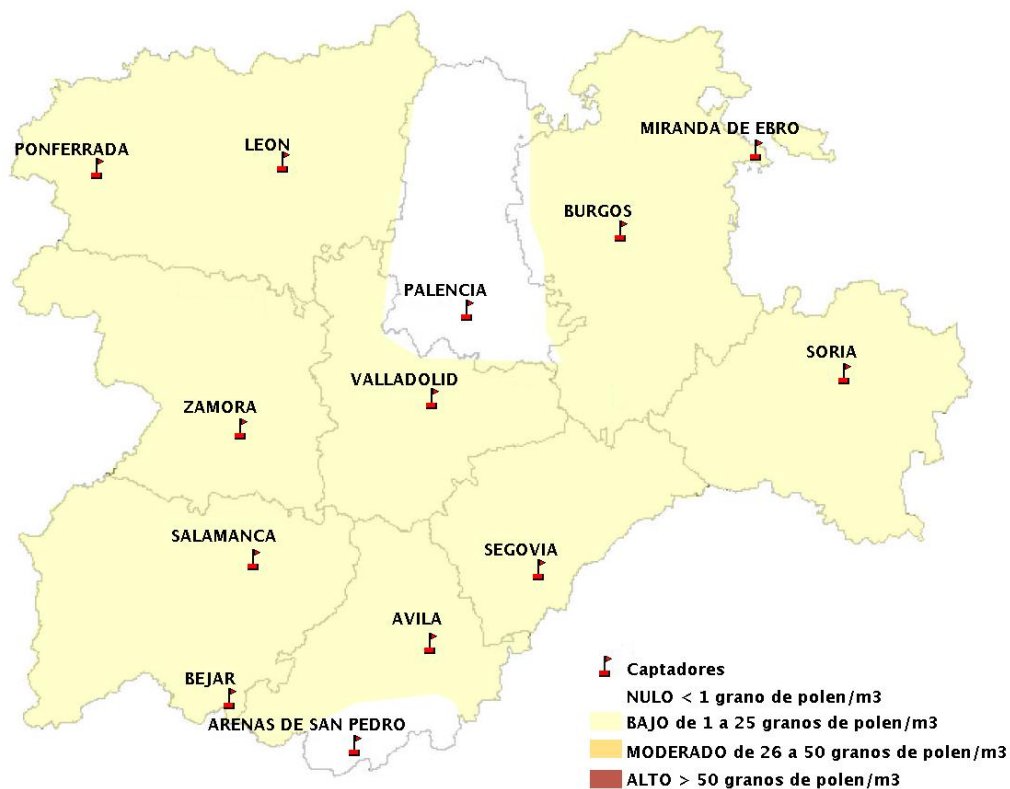 MIRANDA DE EBRO
PONFERRADA
LEON
BURGOS
PALENCIA
SORIA
VALLADOLID
ZAMORA
SALAMANCA
SEGOVIA
AVILA
BEJAR
ARENAS DE SAN PEDRO
Captadores
NULO < 1 grano de polen/m3
BAJO de 1 a 25 granos de polen/m3
MODERADO de 26 a 50 granos de polen/m3
ALTO > 50 granos de polen/m3